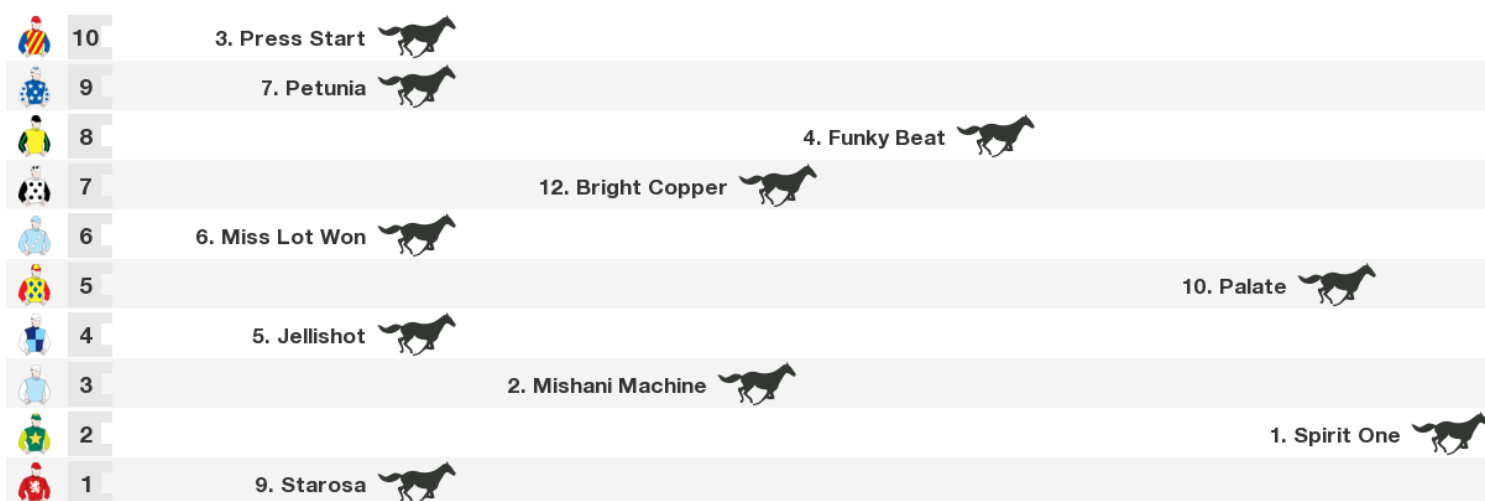 10 3. Press Start
9 7. Petunia
8 4. Funky Beat
7 12. Bright Copper
6 6. Miss Lot Won
5 10. Palate
4 5. Jellishot
3 2. Mishani Machine
2 1. Spirit One
1 9. Starosa